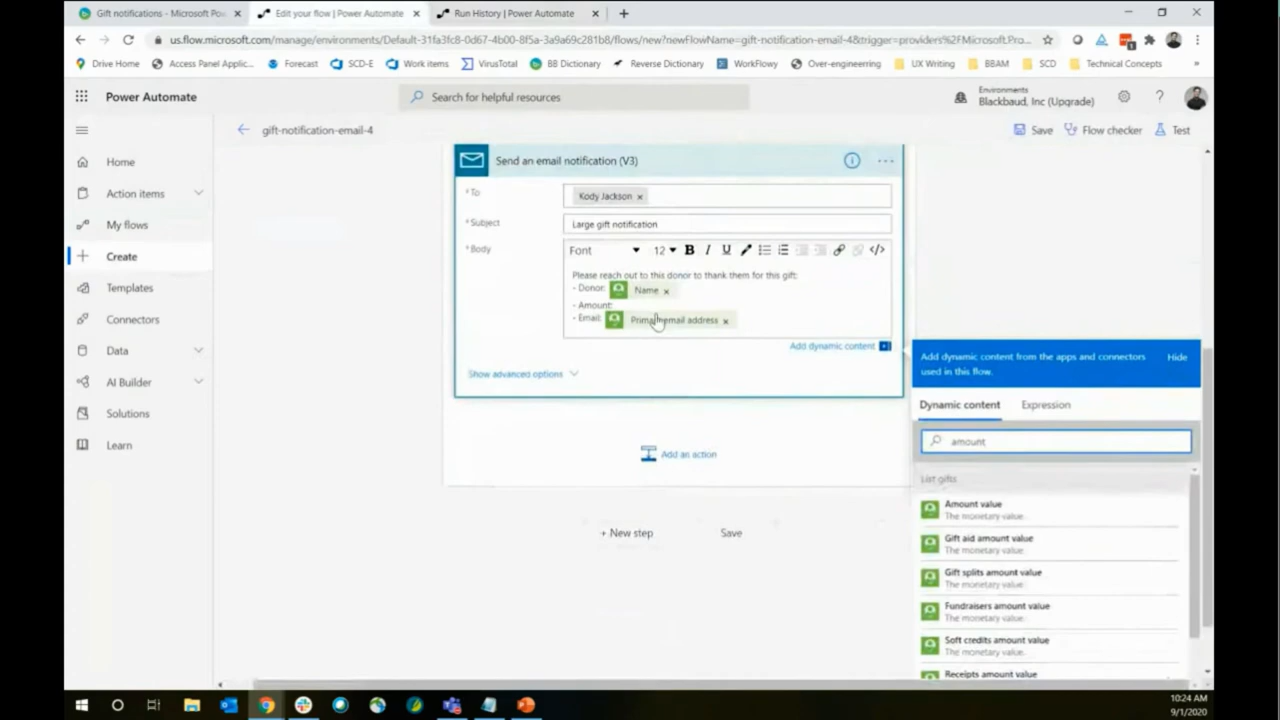 Gift notifications - Microsoft Pov
Edit your flow | Power Automate
Run History | Power Automate
us.flow.microsoft.com/manage/environments/Default-31fa3fc8-0d67-4b00-8f5a-3a9a69c281b8/flows/new?newFlowName=gift-notification-email-4&trigger=providers%2FMicrosoft.Pro...
Drive Home
Access Panel Applic...
Forecast
SCD-E
Work items
VirusTotal
BB Dictionary
Reverse Dictionary
WorkFlowy
Over-engineering
UX Writing
BBAM
SCD
Technical Concepts
»
Power Automate
Search for helpful resources
Environments
Blackbaud, Inc (Upgrade)
?
gift-notification-email-4
Save
Flow checker
Test
Home
Action items
My flows
Create
Templates
Connectors
Data
AI Builder
Solutions
Learn
Send an email notification (V3)
* To
Kody Jackson ×
* Subject
Large gift notification
* Body
Font 12 B I U </>
Please reach out to this donor to thank them for this gift:
- Donor: Name ×
- Amount:
- Email: Primary email address ×
Add dynamic content
Show advanced options
Add an action
+ New step
Save
Add dynamic content from the apps and connectors
used in this flow.
Hide
Dynamic content
Expression
amount
List gifts
Amount value
The monetary value.
Gift aid amount value
The monetary value.
Gift splits amount value
The monetary value.
Fundraisers amount value
The monetary value.
Soft credits amount value
The monetary value.
Receipts amount value
10:24 AM
9/1/2020